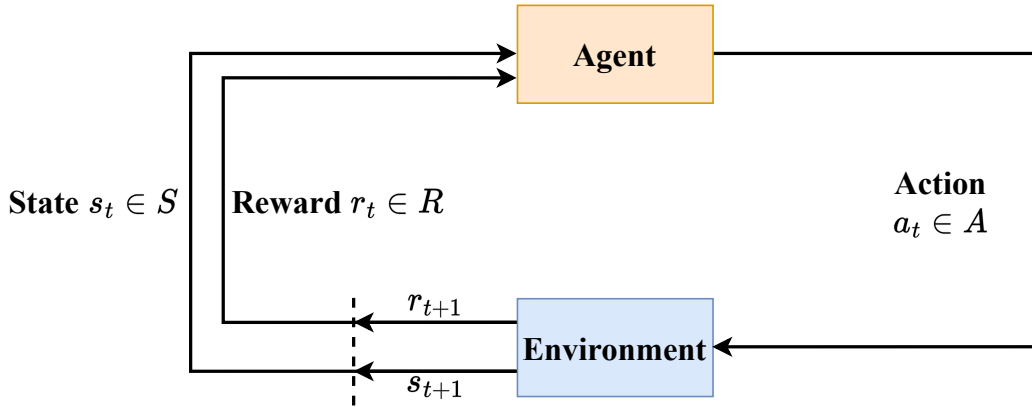 Agent
State $s_t \in S$
Reward $r_t \in R$
Action
$a_t \in A$
$r_{t+1}$
Environment
$s_{t+1}$